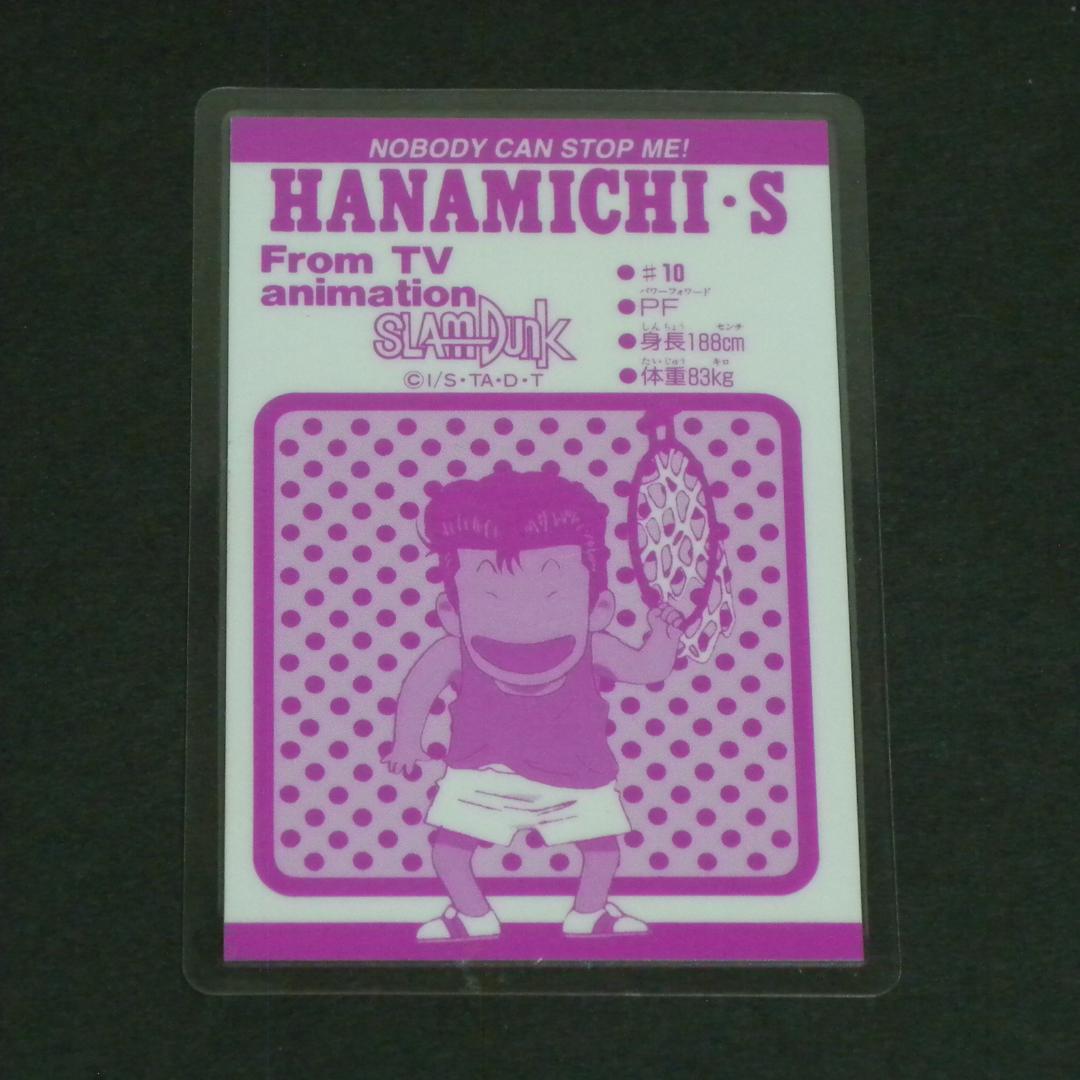 NOBODY CAN STOP ME!
HANAMICHI・S
From TV
animation
SLAM DUNK
©I/S・TA・D・T
●♯10
パワーフォワード
●PF
しんちょう センチ
●身長188cm
たいじゅう キロ
●体重83kg